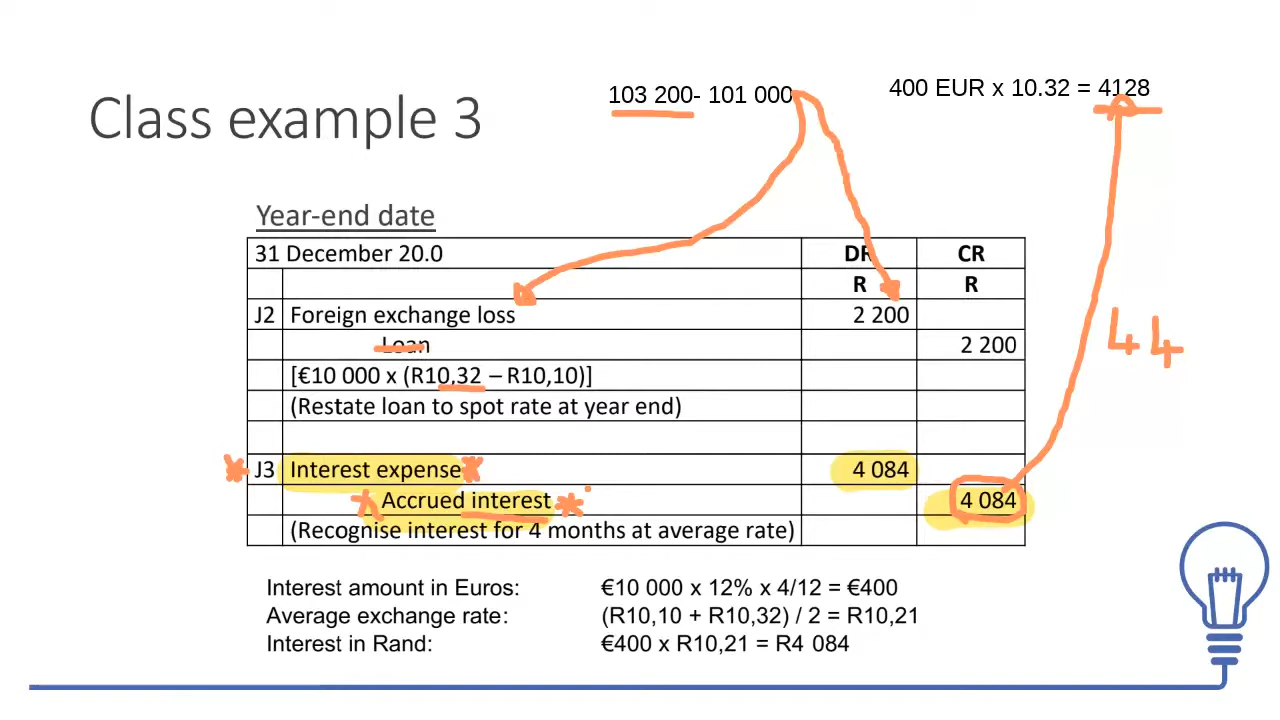 103 200- 101 000
400 EUR x 10.32 = 4128
Class example 3
Year-end date
31 December 20.0 DR CR
R R
J2 Foreign exchange loss 2 200
Loan 2 200
[€10 000 x (R10,32 – R10,10)]
(Restate loan to spot rate at year end)
44
J3 Interest expense 4 084
Accrued interest 4 084
(Recognise interest for 4 months at average rate)
Interest amount in Euros: €10 000 x 12% x 4/12 = €400
Average exchange rate: (R10,10 + R10,32) / 2 = R10,21
Interest in Rand: €400 x R10,21 = R4 084